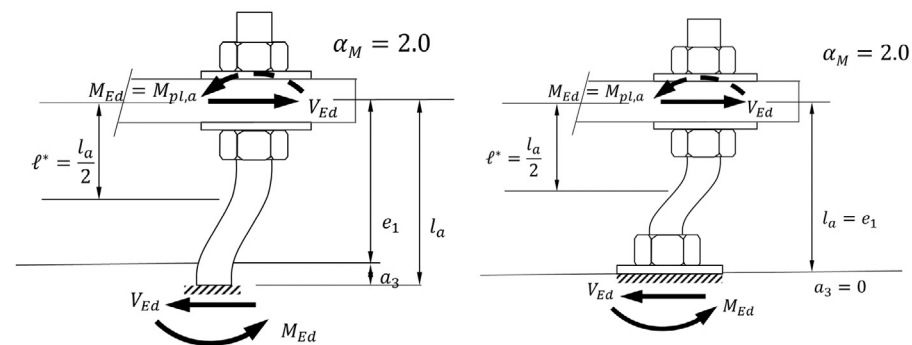 α_M = 2.0
M_Ed = M_pl,a
V_Ed
ℓ* = l_a/2
e_1
l_a
a_3
V_Ed
M_Ed
α_M = 2.0
M_Ed = M_pl,a
V_Ed
ℓ* = l_a/2
l_a = e_1
a_3 = 0
V_Ed
M_Ed